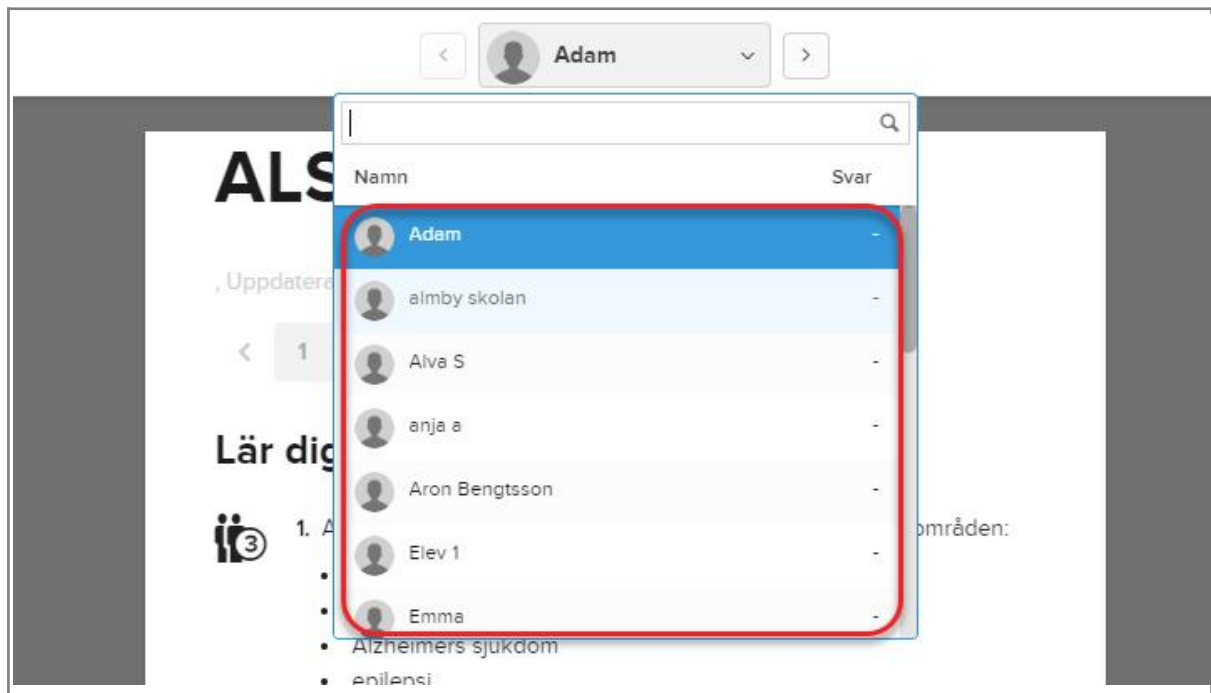 Adam
ALS
Namn Svar
Adam -
, Uppdatera
almby skolan -
1
Alva S -
anja a -
Lär dig
Aron Bengtsson -
3 1. A områden:
Elev 1 -
Emma -
Alzheimers sjukdom
epilepsi